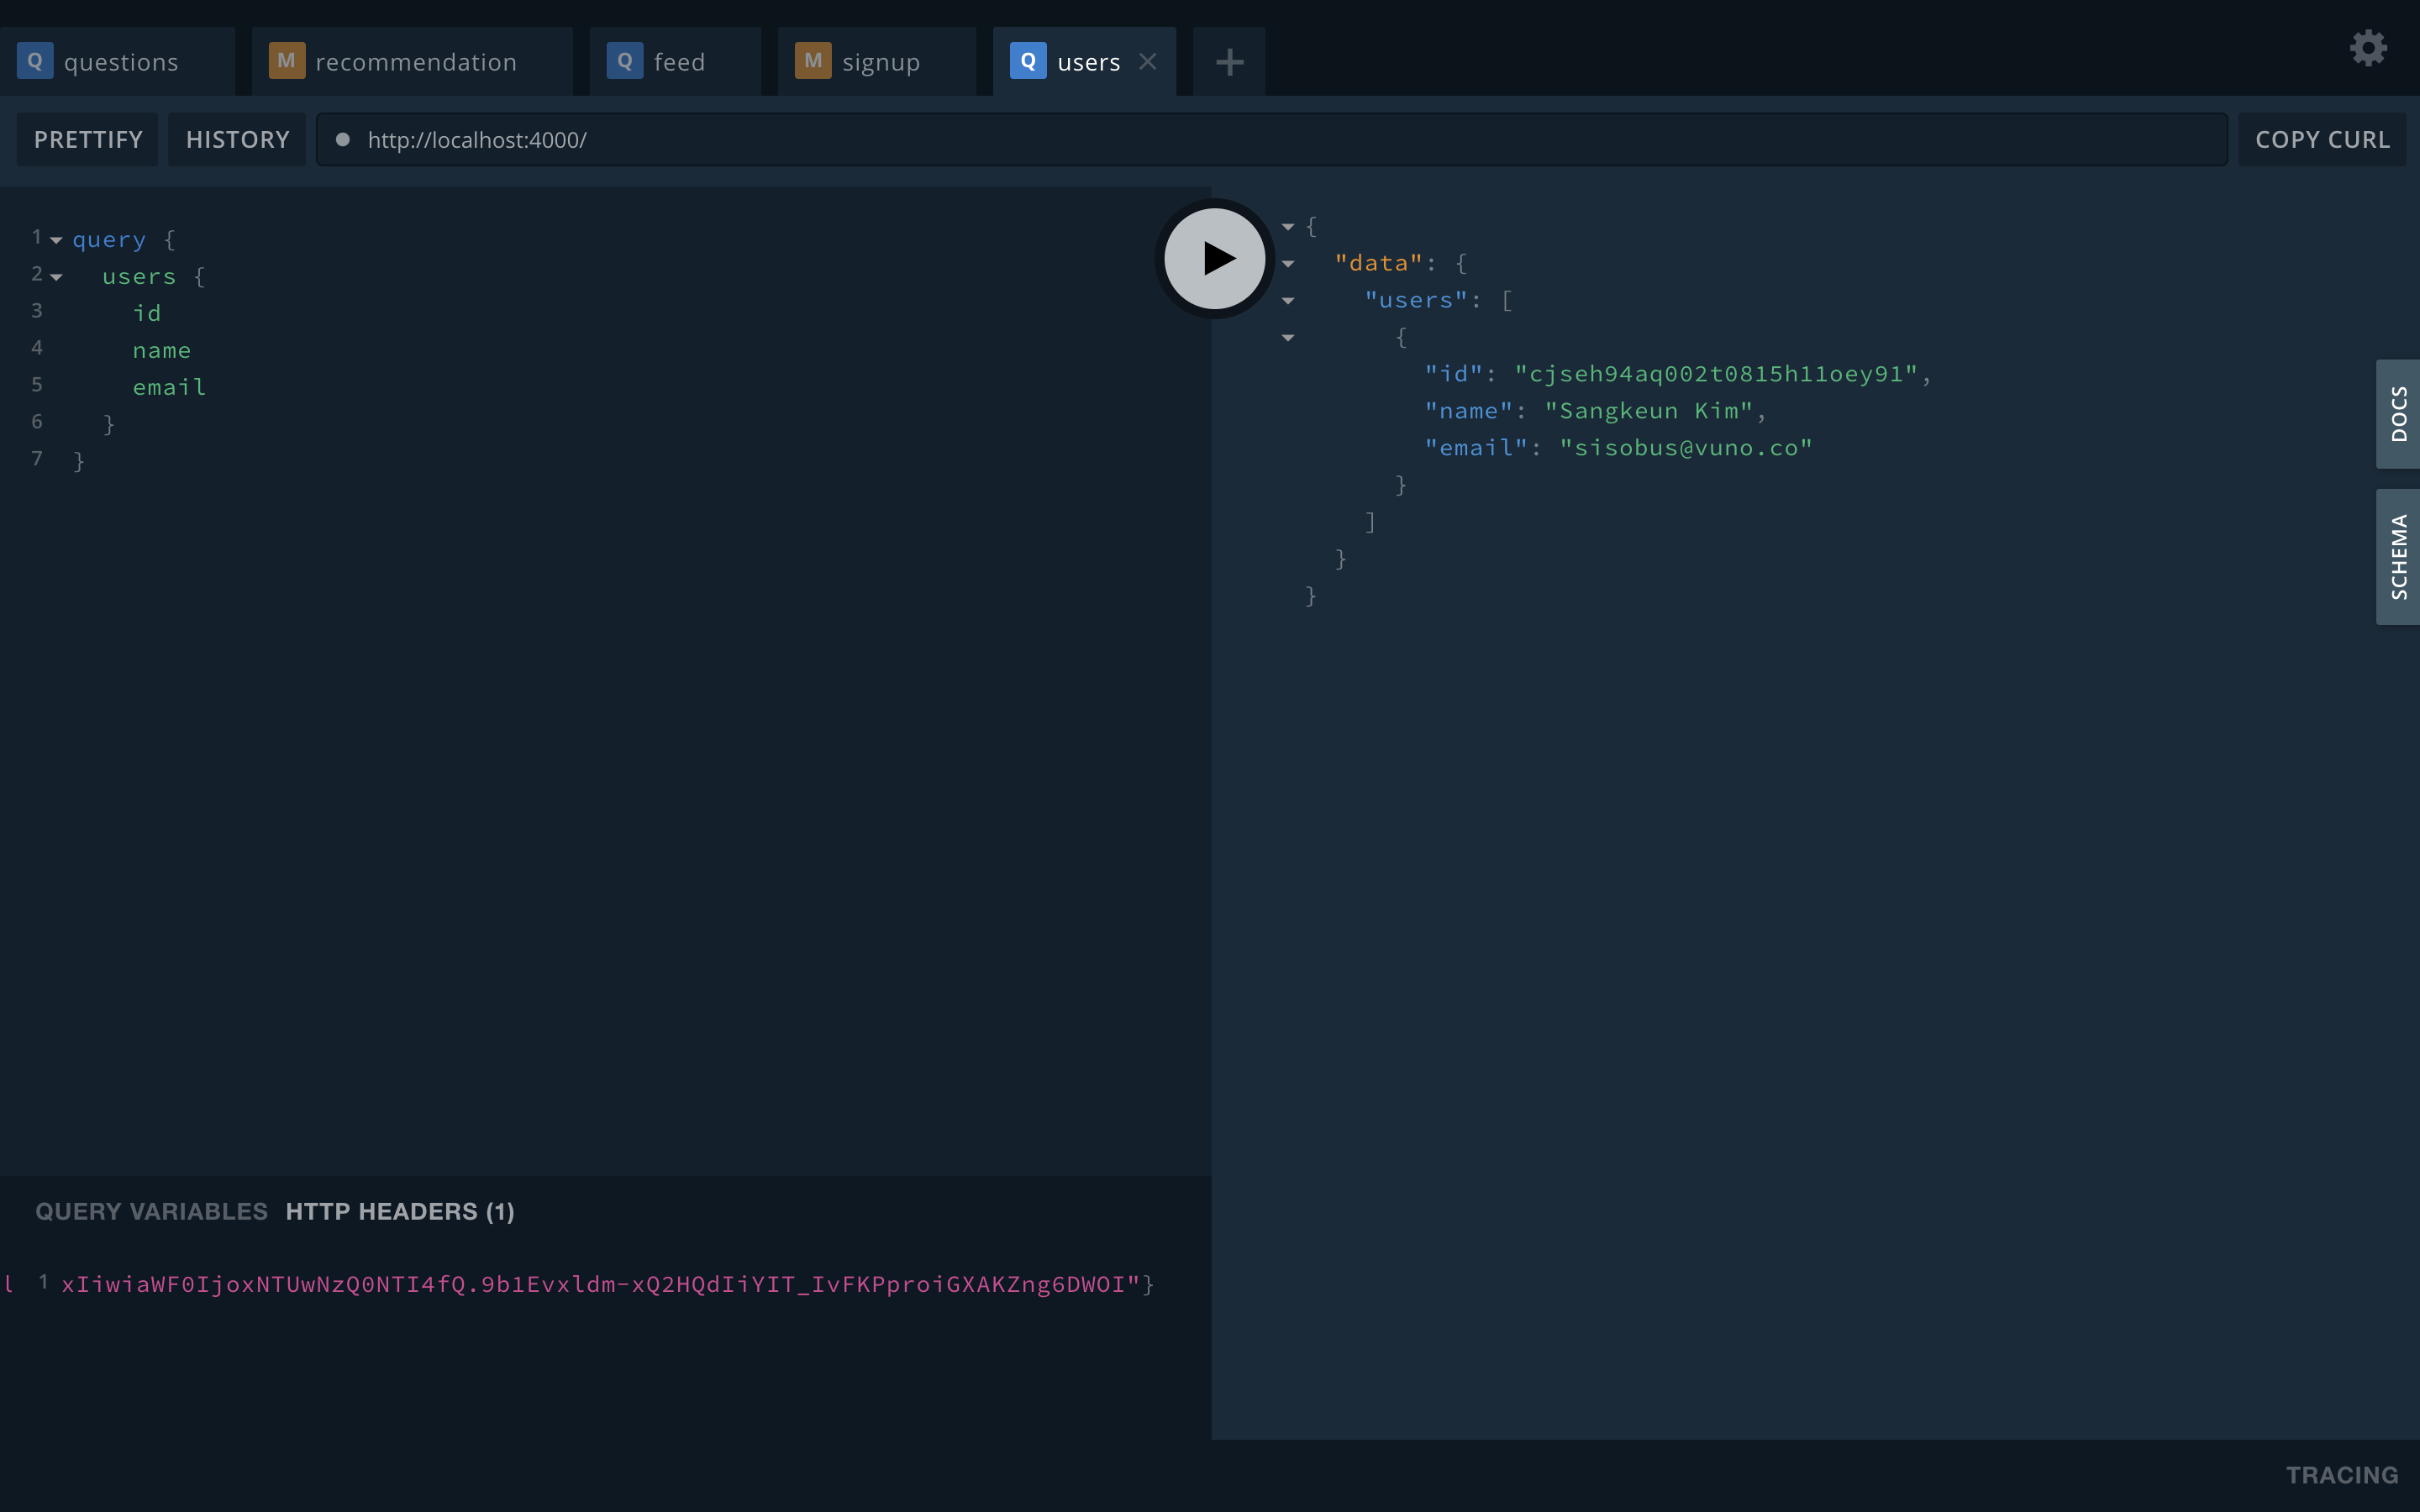 Q questions M recommendation Q feed M signup Q users
PRETTIFY HISTORY http://localhost:4000/ COPY CURL
1 query {
2 users {
3 id
4 name
5 email
6 }
7 }
{
"data": {
"users": [
{
"id": "cjseh94aq002t0815h11oey91",
"name": "Sangkeun Kim",
"email": "sisobus@vuno.co"
}
]
}
}
DOCS
SCHEMA
QUERY VARIABLES HTTP HEADERS (1)
l 1 xIiwiaWF0IjoxNTUwNzQ0NTI4fQ.9b1Evxldm-xQ2HQdIiYIT_IvFKPproiGXAKZng6DWOI"}
TRACING